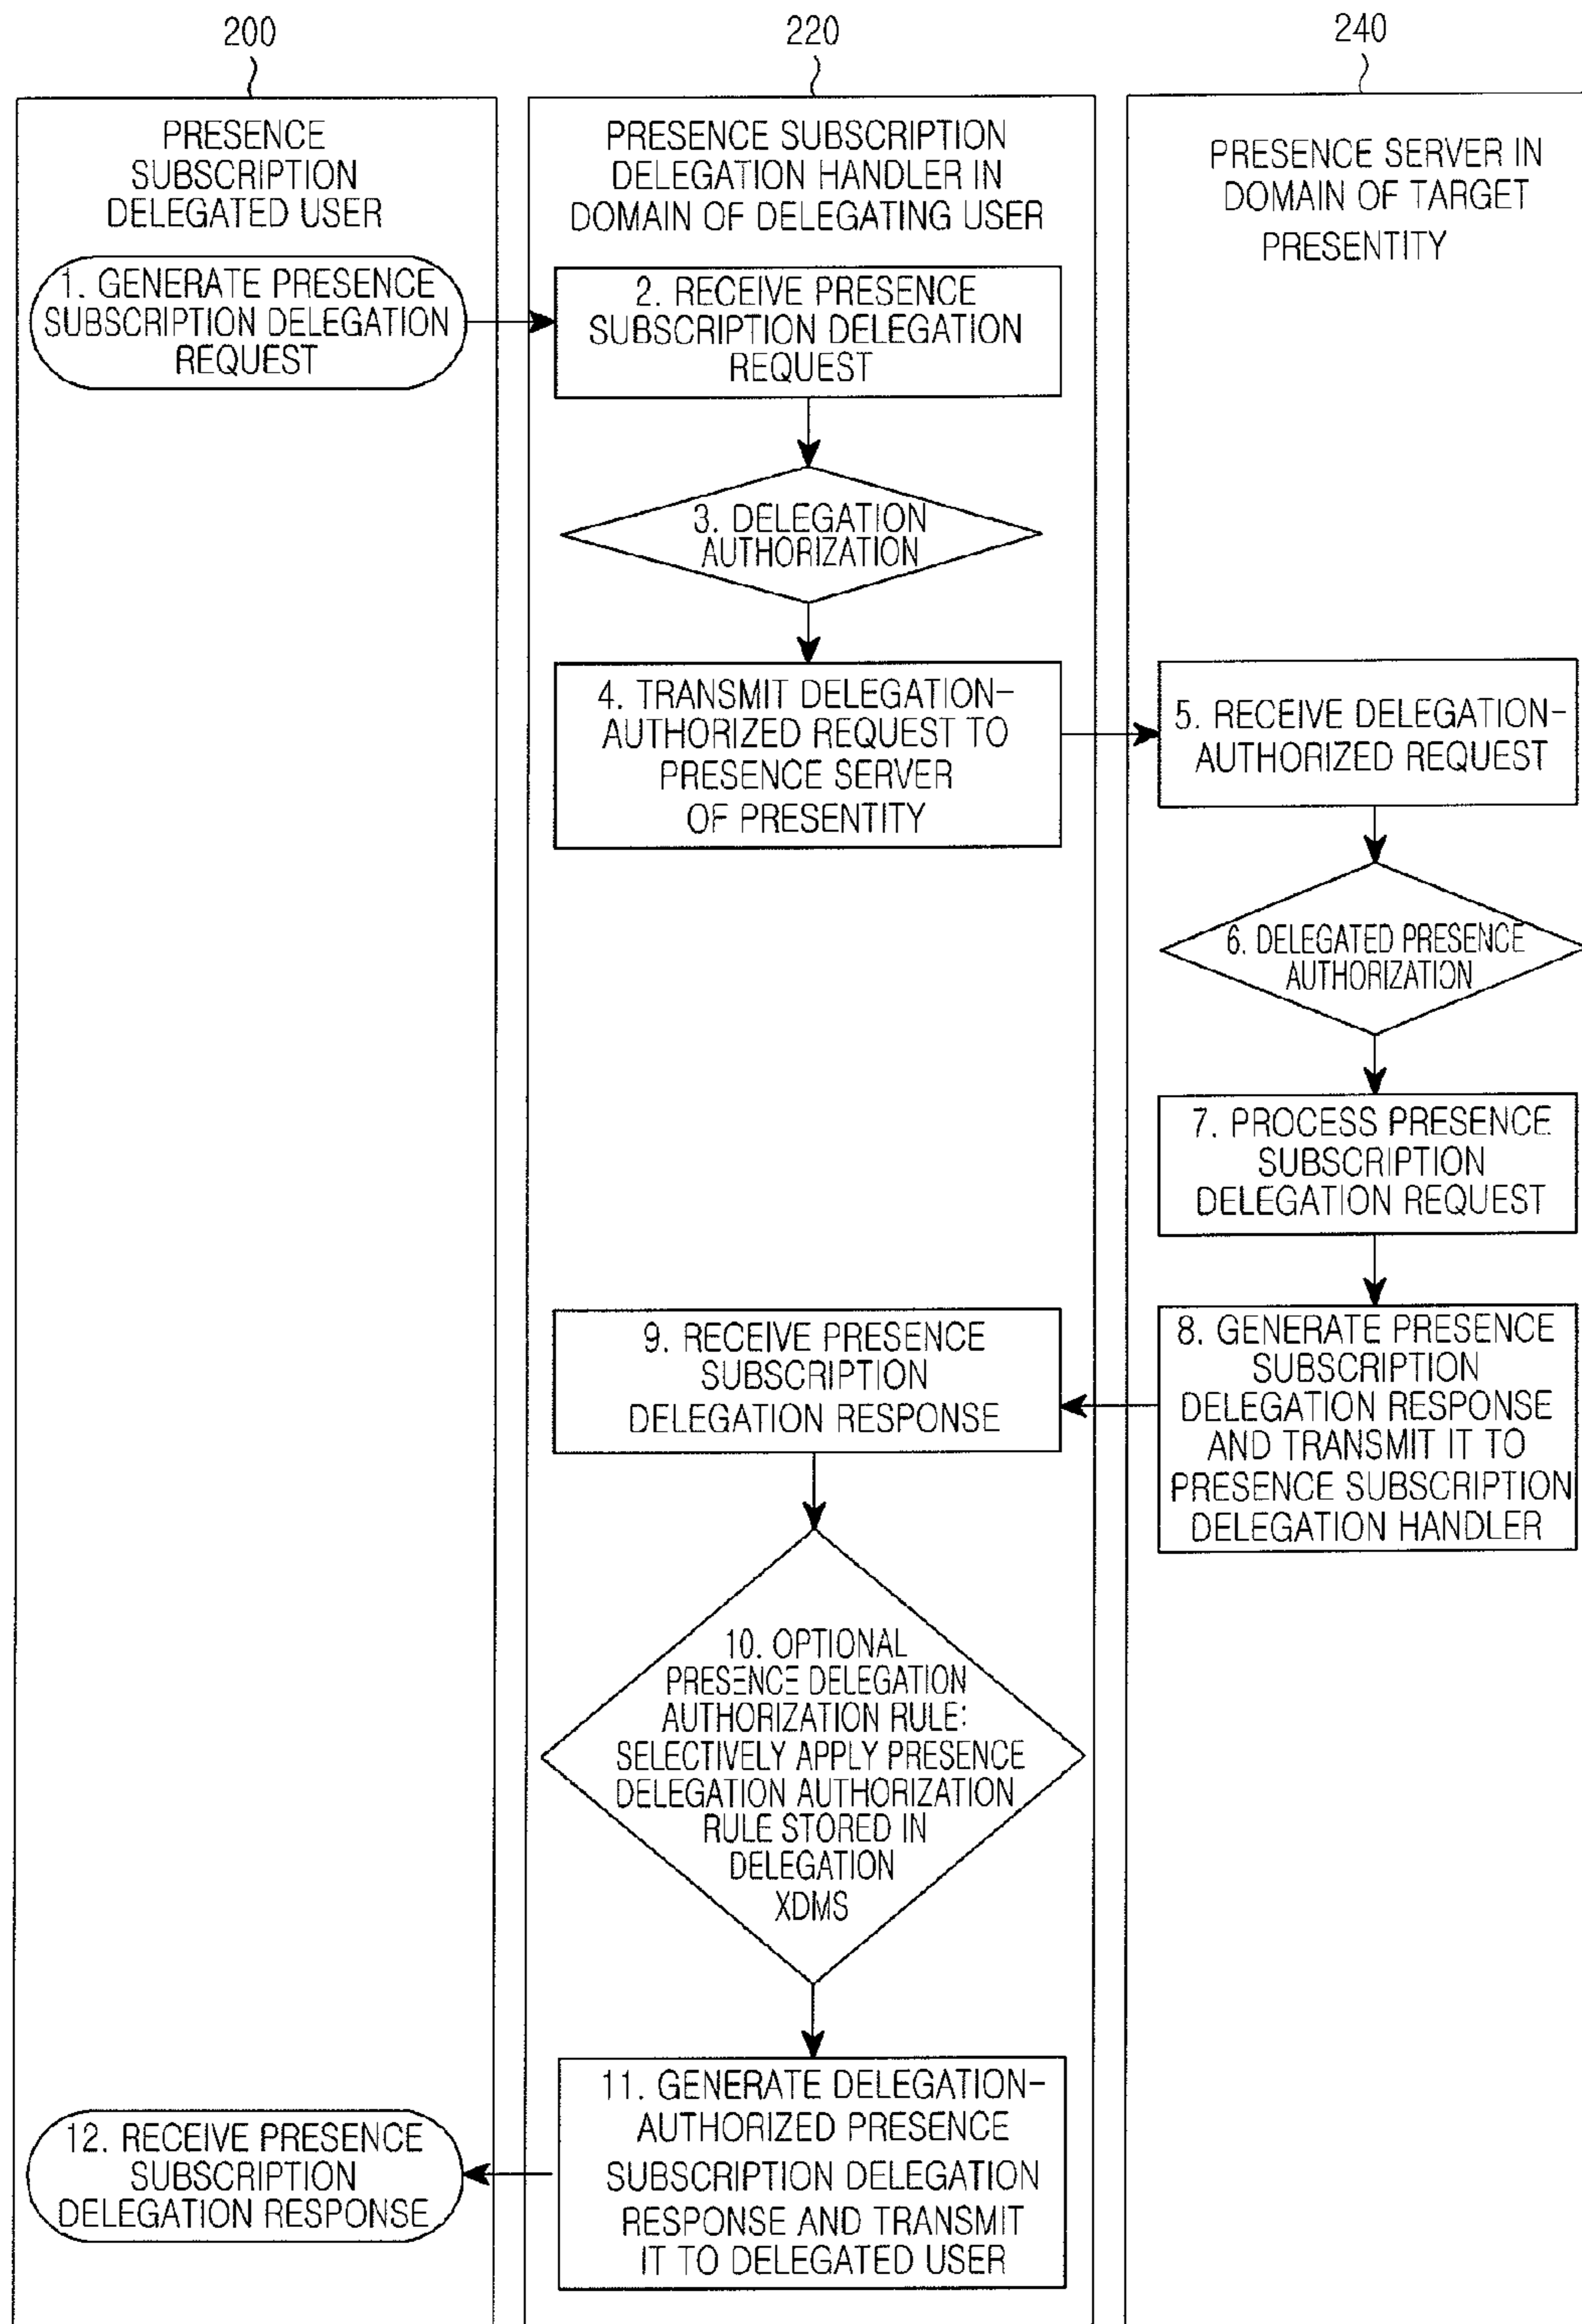 200
220
240
PRESENCE
SUBSCRIPTION
DELEGATED USER
PRESENCE SUBSCRIPTION
DELEGATION HANDLER IN
DOMAIN OF DELEGATING USER
PRESENCE SERVER IN
DOMAIN OF TARGET
PRESENTITY
1. GENERATE PRESENCE
SUBSCRIPTION DELEGATION
REQUEST
2. RECEIVE PRESENCE
SUBSCRIPTION DELEGATION
REQUEST
3. DELEGATION
AUTHORIZATION
4. TRANSMIT DELEGATION-
AUTHORIZED REQUEST TO
PRESENCE SERVER
OF PRESENTITY
5. RECEIVE DELEGATION-
AUTHORIZED REQUEST
6. DELEGATED PRESENCE
AUTHORIZATION
7. PROCESS PRESENCE
SUBSCRIPTION
DELEGATION REQUEST
8. GENERATE PRESENCE
SUBSCRIPTION
DELEGATION RESPONSE
AND TRANSMIT IT TO
PRESENCE SUBSCRIPTION
DELEGATION HANDLER
9. RECEIVE PRESENCE
SUBSCRIPTION
DELEGATION RESPONSE
10. OPTIONAL
PRESENCE DELEGATION
AUTHORIZATION RULE:
SELECTIVELY APPLY PRESENCE
DELEGATION AUTHORIZATION
RULE STORED IN
DELEGATION
XDMS
11. GENERATE DELEGATION-
AUTHORIZED PRESENCE
SUBSCRIPTION DELEGATION
RESPONSE AND TRANSMIT
IT TO DELEGATED USER
12. RECEIVE PRESENCE
SUBSCRIPTION
DELEGATION RESPONSE